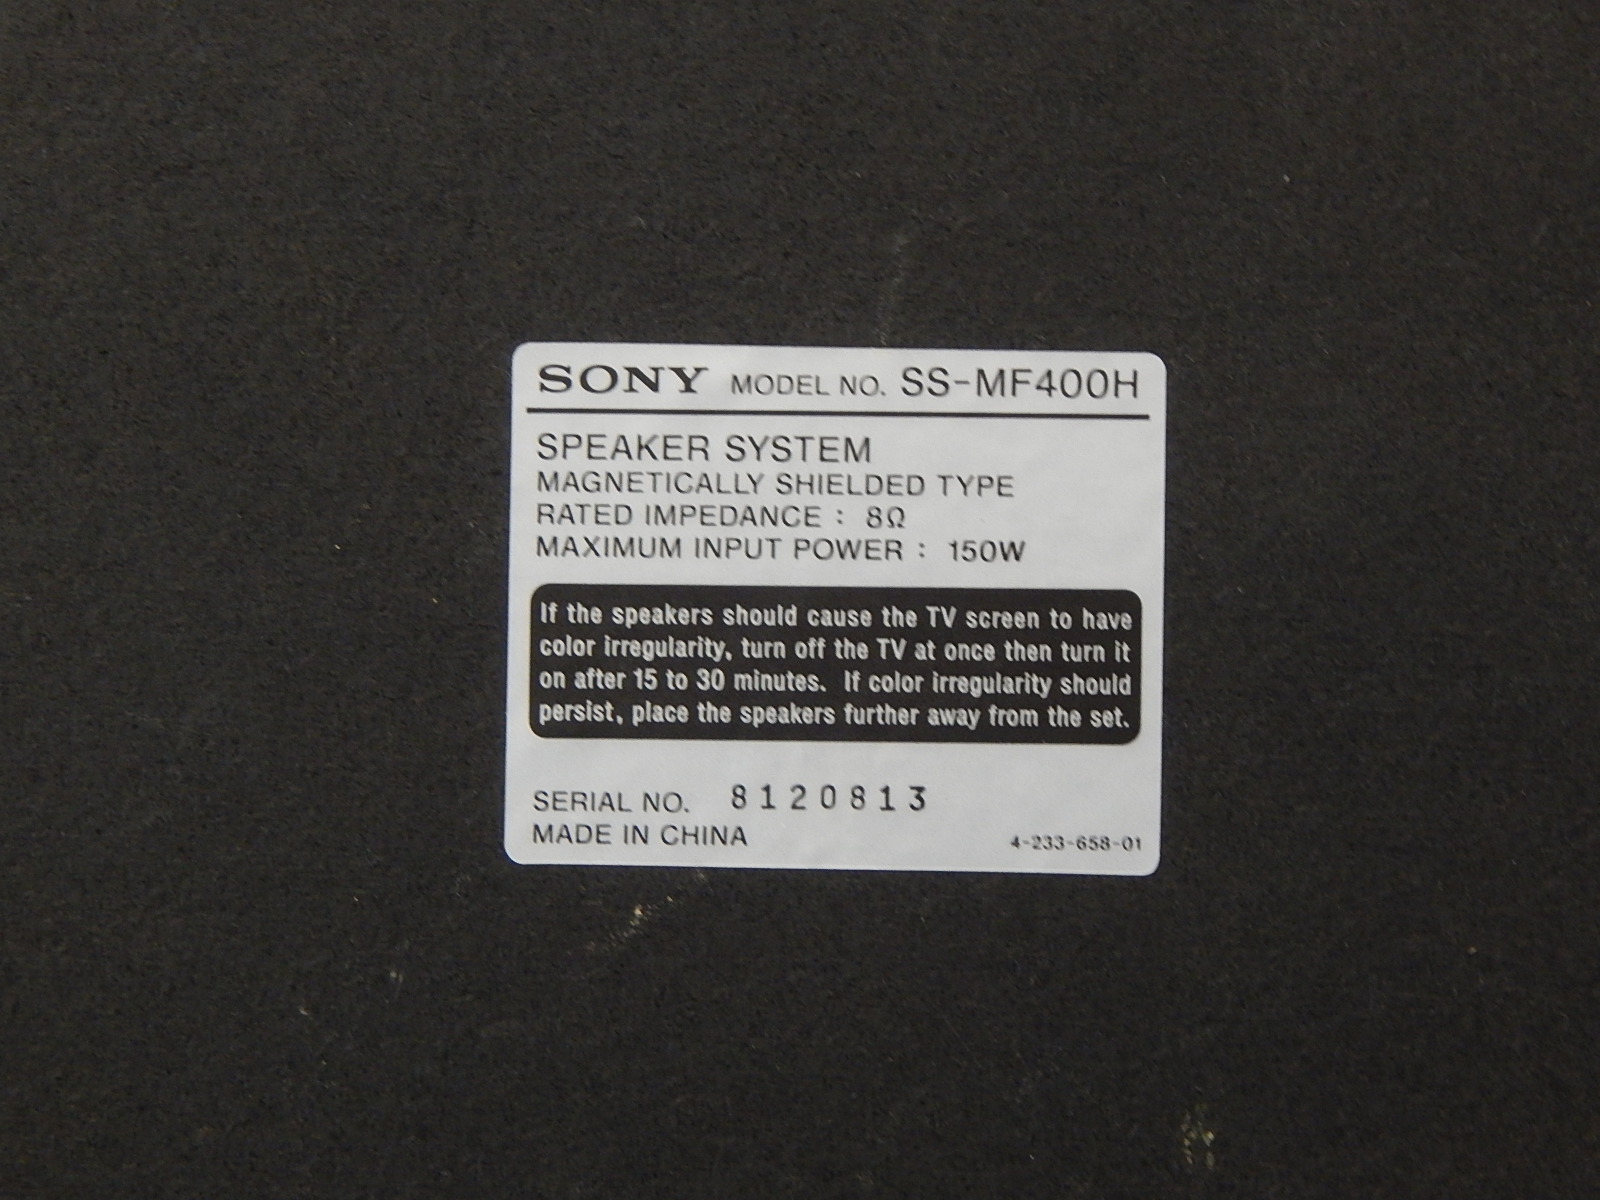 SONY MODEL NO. SS-MF400H
SPEAKER SYSTEM
MAGNETICALLY SHIELDED TYPE
RATED IMPEDANCE : 8Ω
MAXIMUM INPUT POWER : 150W
If the speakers should cause the TV screen to have
color irregularity, turn off the TV at once then turn it
on after 15 to 30 minutes. If color irregularity should
persist, place the speakers further away from the set.
SERIAL NO. 8120813
MADE IN CHINA 4-233-658-01